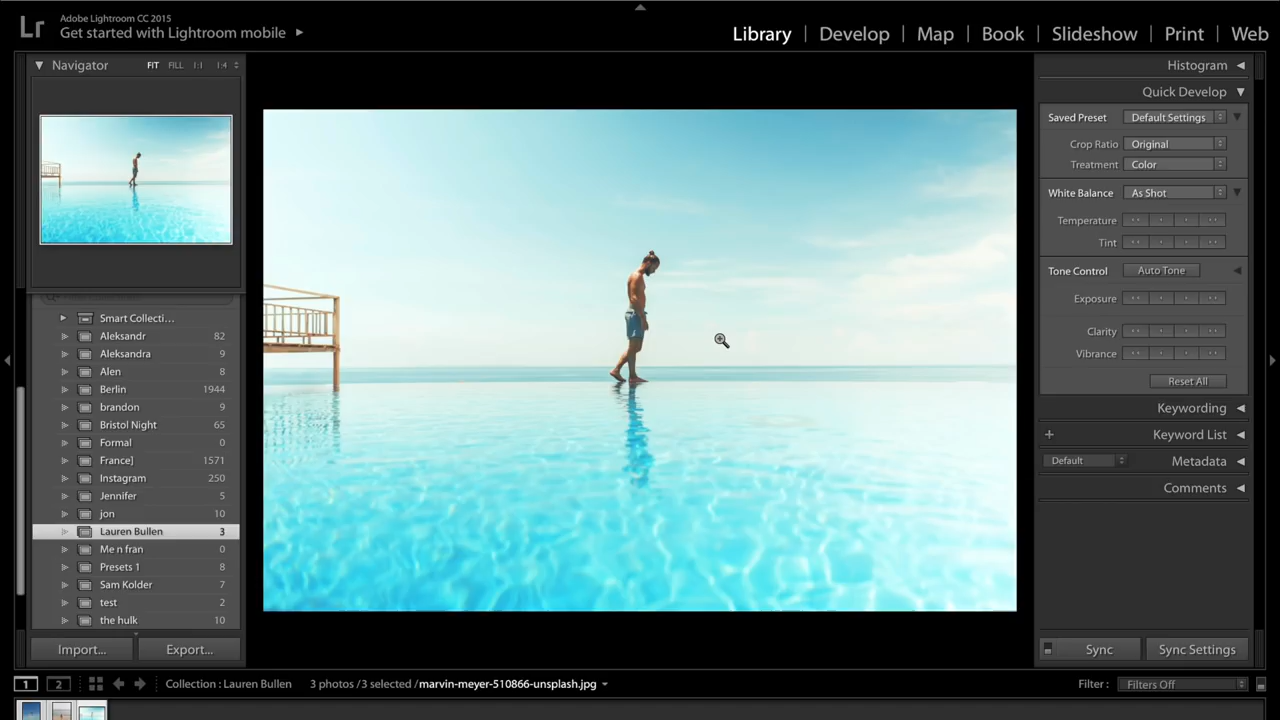 Lr
Adobe Lightroom CC 2015
Get started with Lightroom mobile
Library | Develop | Map | Book | Slideshow | Print | Web
Navigator FIT FILL 1:1 1:4
Smart Collecti...
Aleksandr 82
Aleksandra 9
Alen 8
Berlin 1944
brandon 9
Bristol Night 65
Formal 0
France] 1571
Instagram 250
Jennifer 5
jon 10
Lauren Bullen 3
Me n fran 0
Presets 1 8
Sam Kolder 7
test 2
the hulk 10
Import... Export...
Histogram
Quick Develop
Saved Preset Default Settings
Crop Ratio Original
Treatment Color
White Balance As Shot
Temperature
Tint
Tone Control Auto Tone
Exposure
Clarity
Vibrance
Reset All
Keywording
+ Keyword List
Default Metadata
Comments
Sync Sync Settings
1 2 Collection : Lauren Bullen 3 photos /3 selected /marvin-meyer-510866-unsplash.jpg Filter : Filters Off